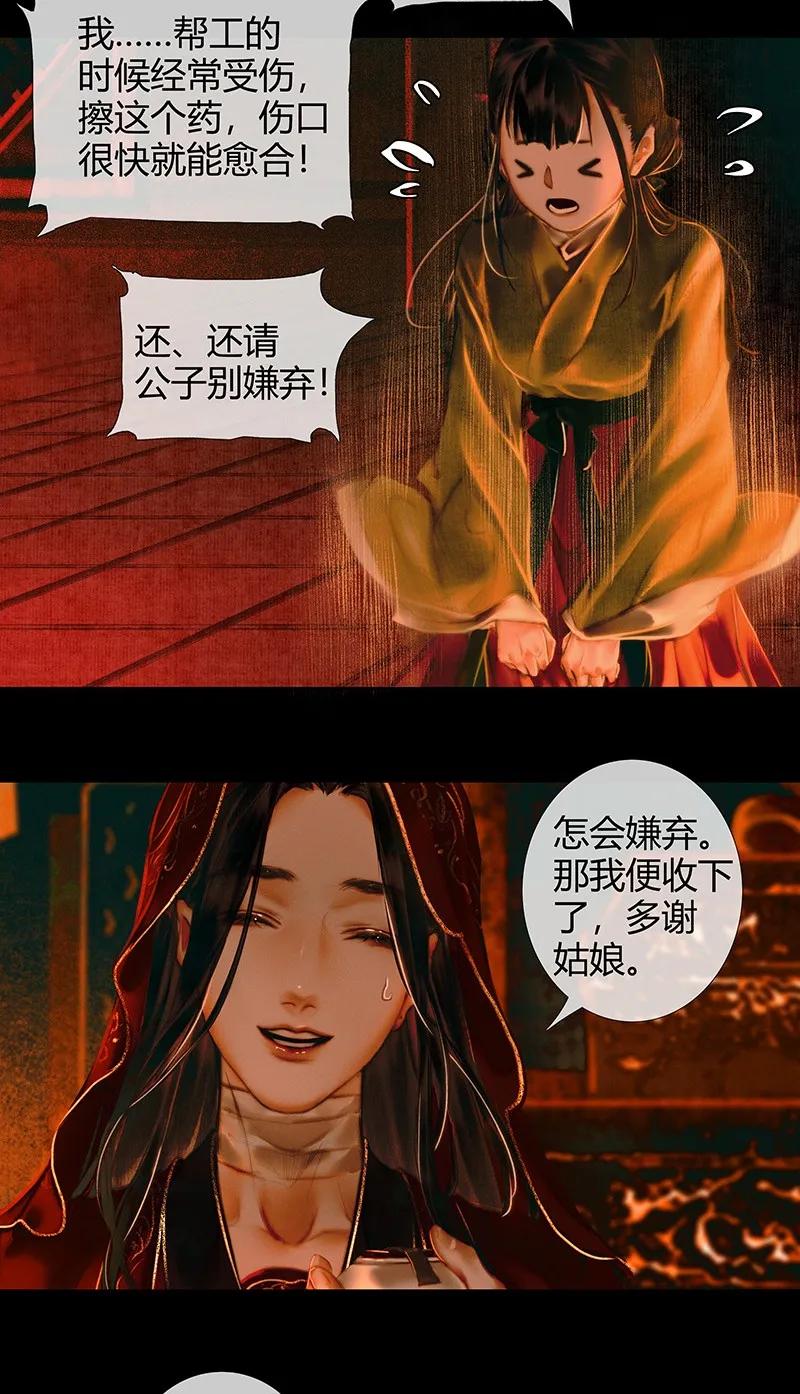 我……帮工的
时候经常受伤，
擦这个药，伤口
很快就能愈合！
还、还请
公子别嫌弃！
怎会嫌弃。
那我便收下
了，多谢
姑娘。